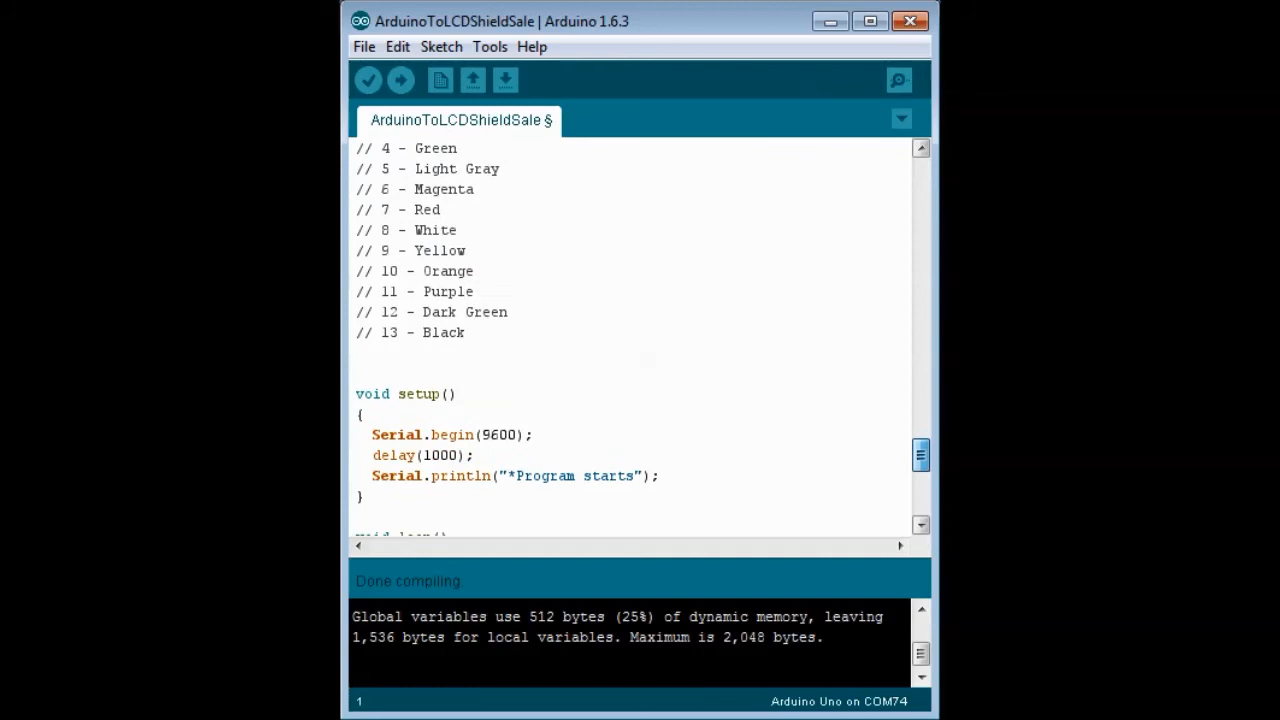 ArduinoToLCDShieldSale | Arduino 1.6.3
File Edit Sketch Tools Help
ArduinoToLCDShieldSale §
// 4 - Green
// 5 - Light Gray
// 6 - Magenta
// 7 - Red
// 8 - White
// 9 - Yellow
// 10 - Orange
// 11 - Purple
// 12 - Dark Green
// 13 - Black
void setup()
{
Serial.begin(9600);
delay(1000);
Serial.println("*Program starts");
}
Done compiling.
Global variables use 512 bytes (25%) of dynamic memory, leaving
1,536 bytes for local variables. Maximum is 2,048 bytes.
1 Arduino Uno on COM74